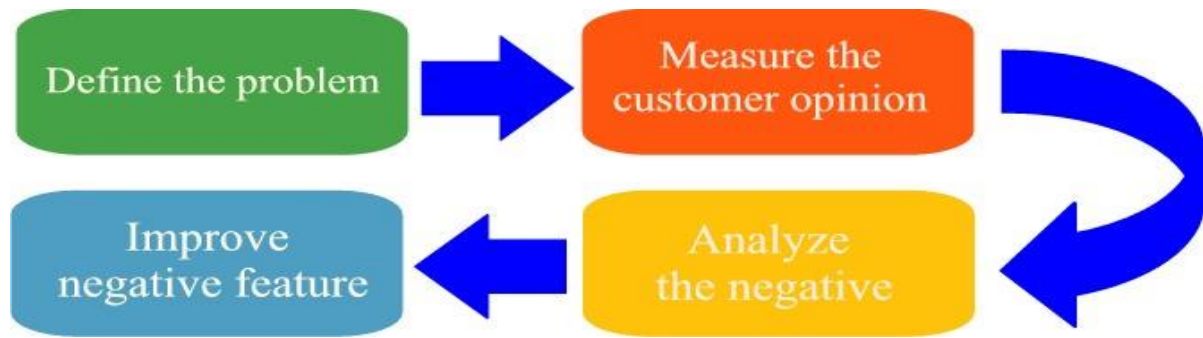 Define the problem
Measure the
customer opinion
Analyze
the negative
Improve
negative feature